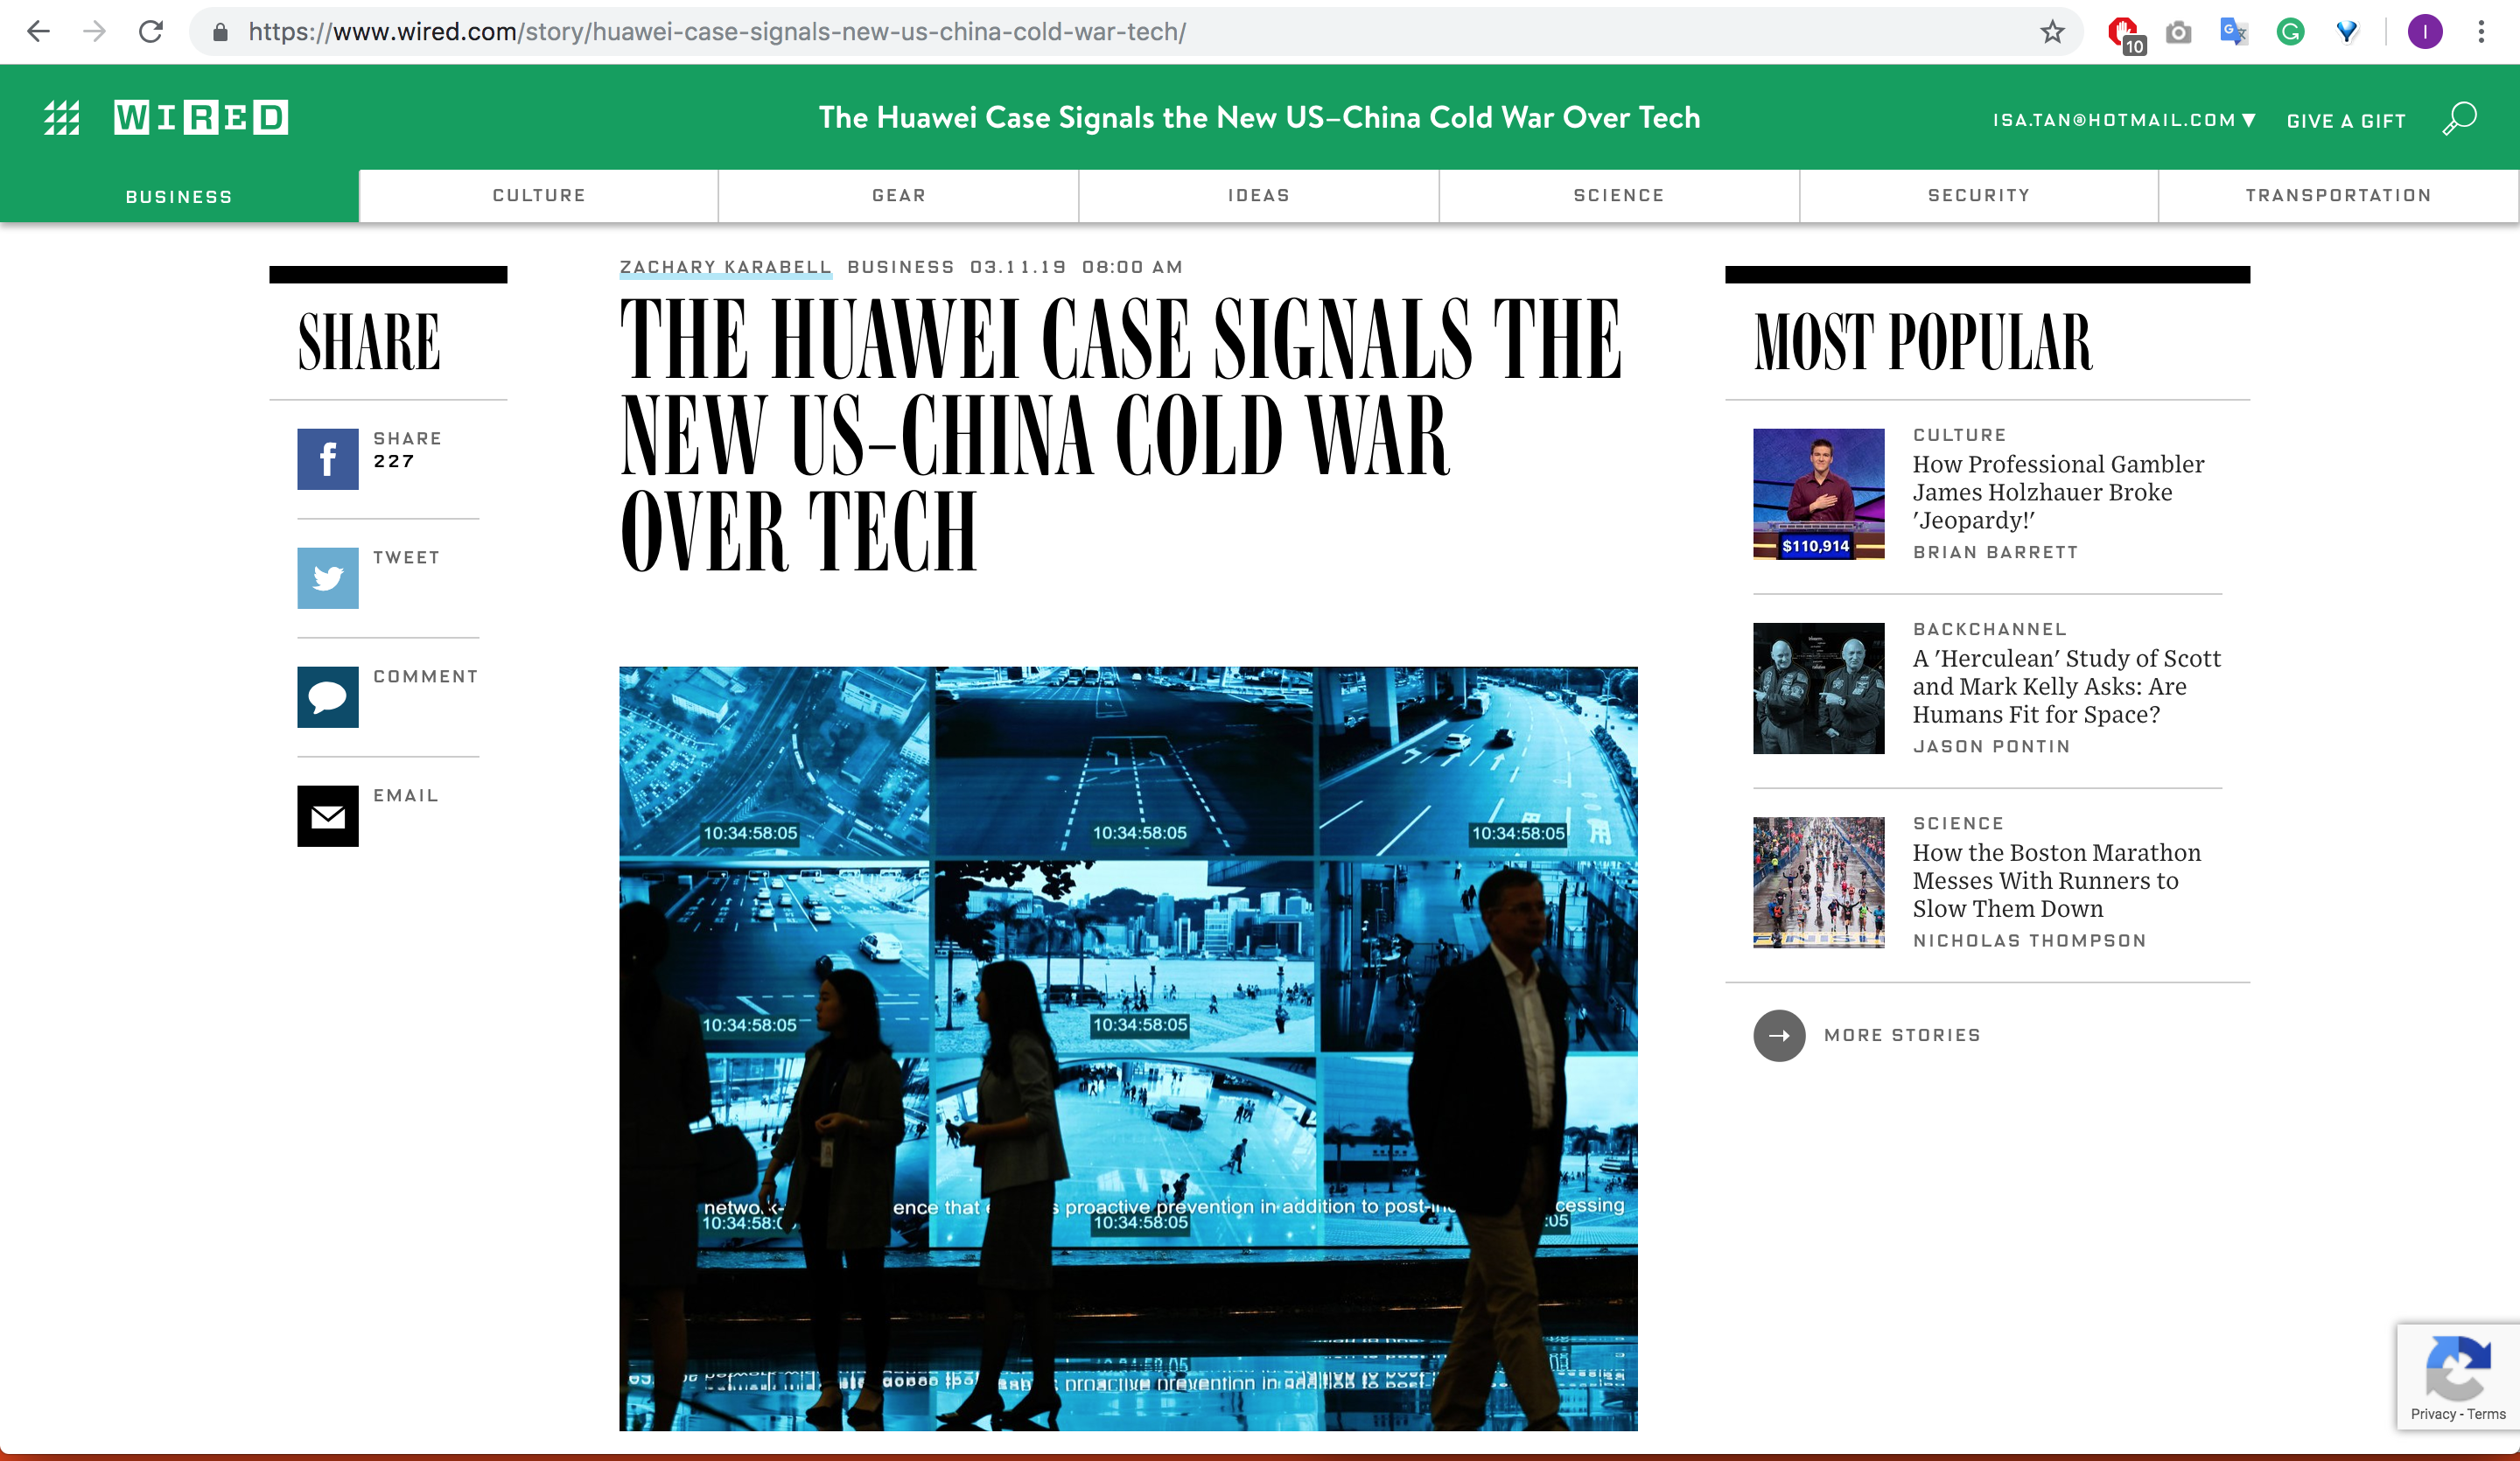 https://www.wired.com/story/huawei-case-signals-new-us-china-cold-war-tech/
10
I
WIRED
The Huawei Case Signals the New US–China Cold War Over Tech
ISA.TAN@HOTMAIL.COM ▼
GIVE A GIFT
BUSINESS
CULTURE
GEAR
IDEAS
SCIENCE
SECURITY
TRANSPORTATION
SHARE
SHARE
227
TWEET
COMMENT
EMAIL
ZACHARY KARABELL BUSINESS 03.11.19 08:00 AM
THE HUAWEI CASE SIGNALS THE
NEW US–CHINA COLD WAR
OVER TECH
10:34:58:05
10:34:58:05
10:34:58:05
10:34:58:05
10:34:58:05
that
proactive prevention in addition to
10:34:58:05
MOST POPULAR
CULTURE
How Professional Gambler
James Holzhauer Broke
'Jeopardy!'
BRIAN BARRETT
$110,914
BACKCHANNEL
A 'Herculean' Study of Scott
and Mark Kelly Asks: Are
Humans Fit for Space?
JASON PONTIN
SCIENCE
How the Boston Marathon
Messes With Runners to
Slow Them Down
NICHOLAS THOMPSON
MORE STORIES
Privacy - Terms